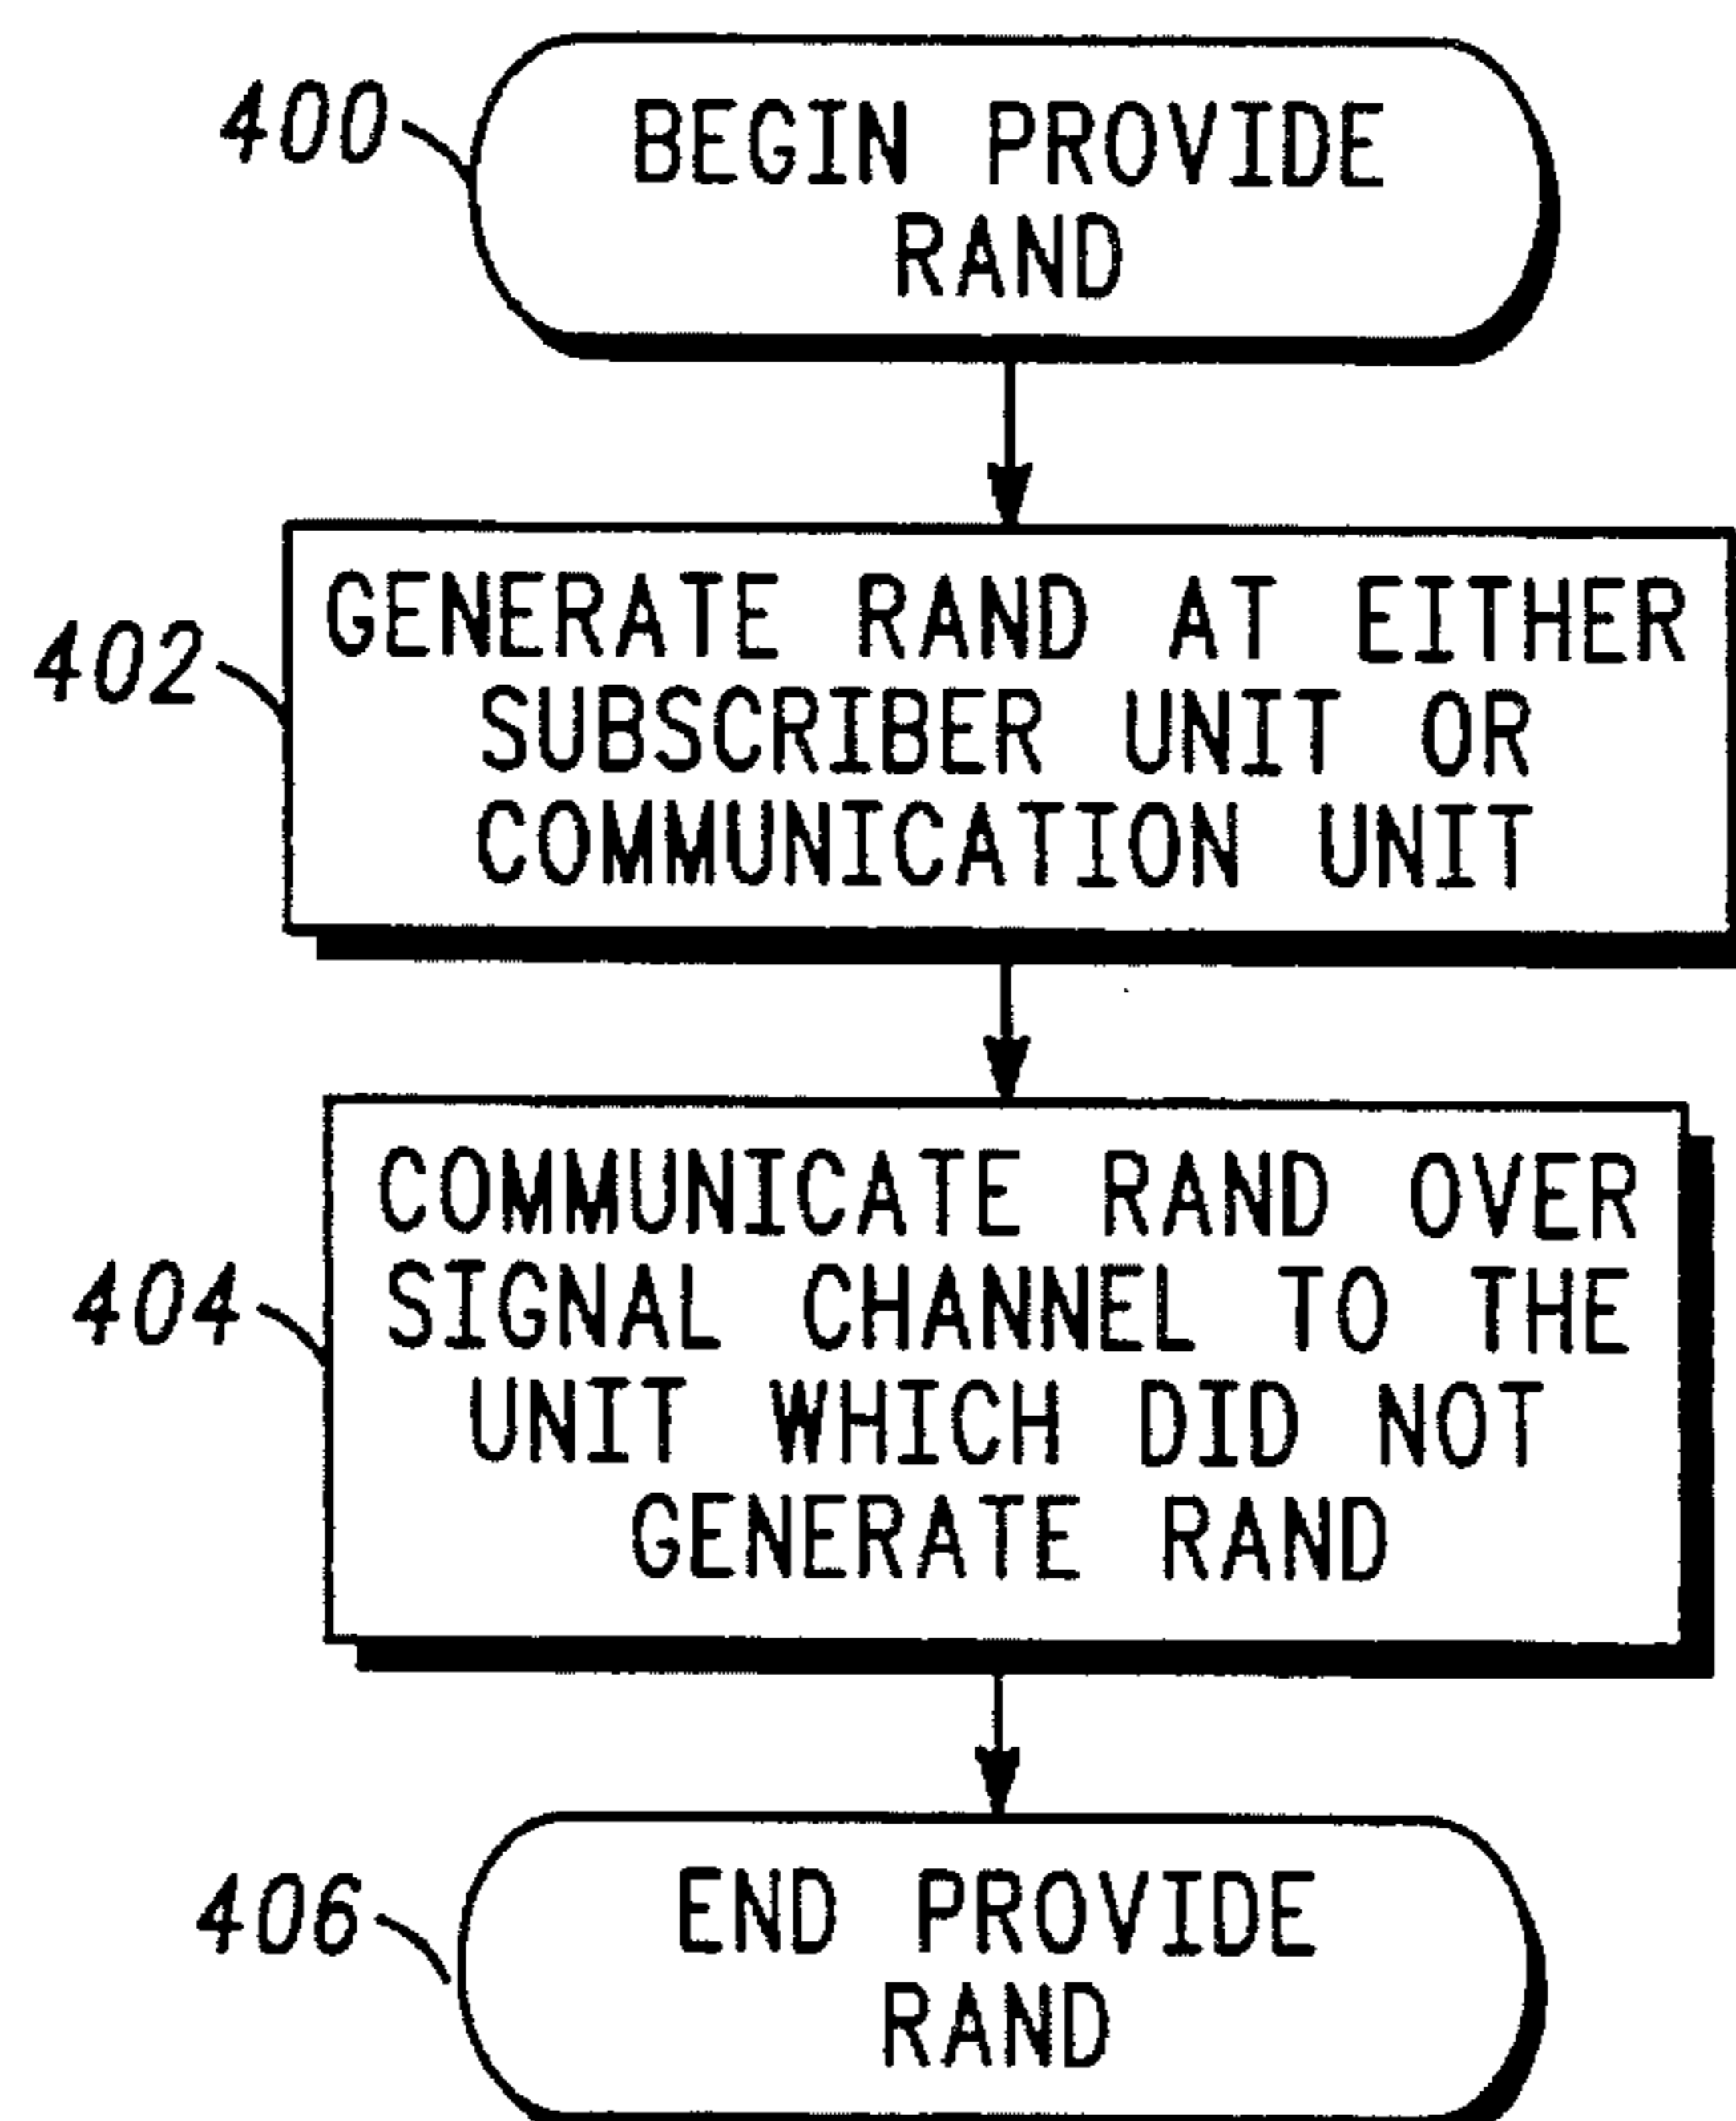 400
BEGIN PROVIDE
RAND
402
GENERATE RAND AT EITHER
SUBSCRIBER UNIT OR
COMMUNICATION UNIT
404
COMMUNICATE RAND OVER
SIGNAL CHANNEL TO THE
UNIT WHICH DID NOT
GENERATE RAND
406
END PROVIDE
RAND